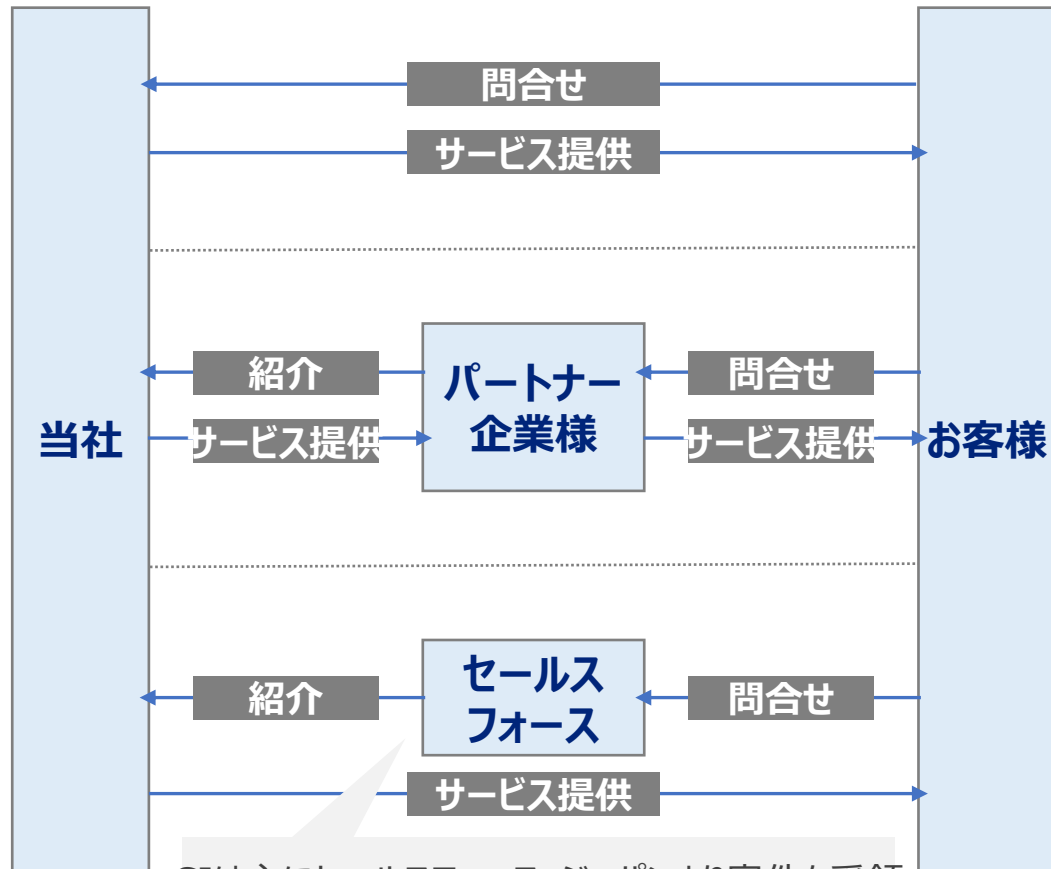 問合せ
サービス提供
紹介
パートナー
企業様
問合せ
当社
サービス提供
サービス提供
お客様
紹介
セールス
フォース
問合せ
サービス提供